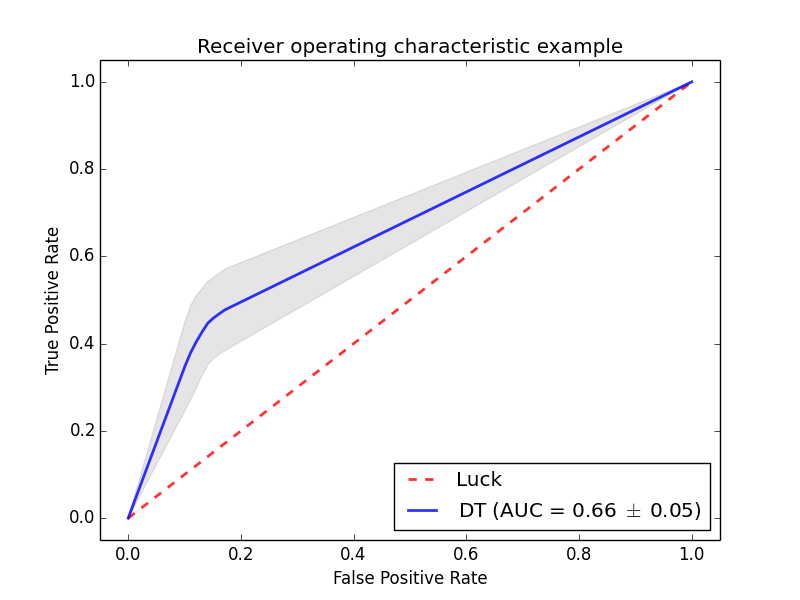 Receiver operating characteristic example
True Positive Rate
1.0
0.8
0.6
0.4
0.2
0.0
Luck
DT (AUC = 0.66 ± 0.05)
0.0 0.2 0.4 0.6 0.8 1.0
False Positive Rate